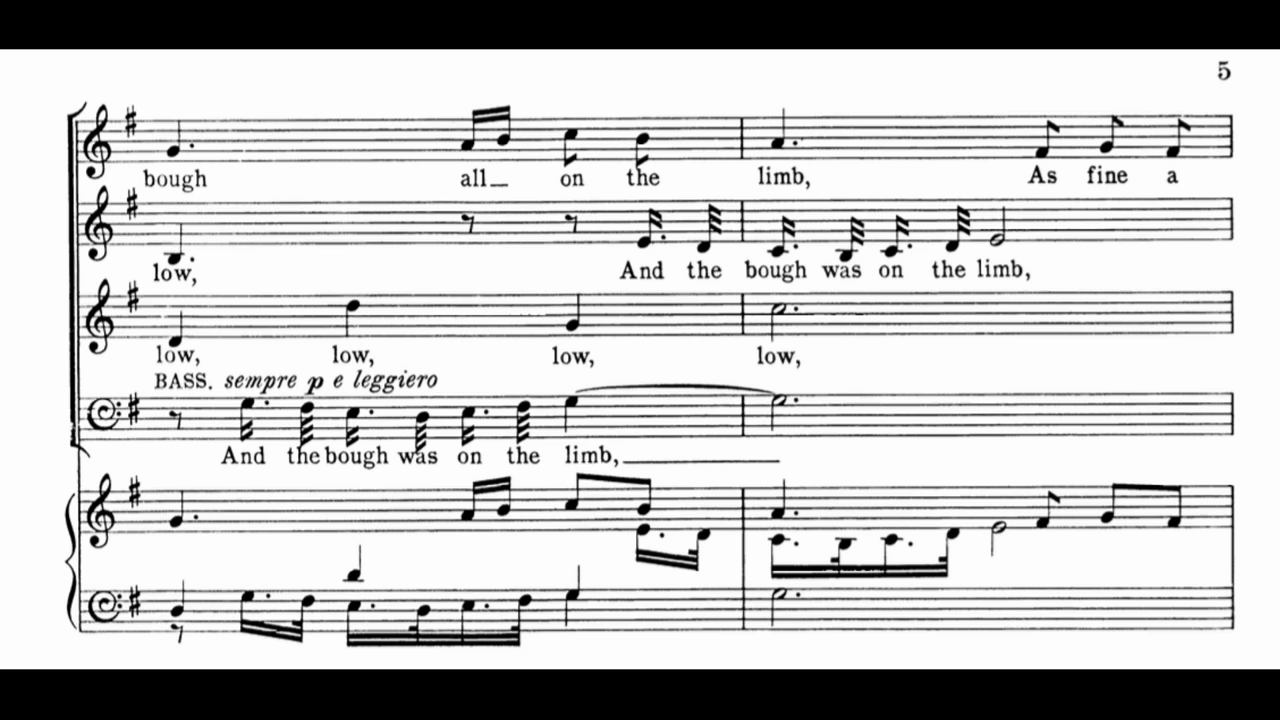 5
bough all on the limb, As fine a
low, And the bough was on the limb,
low, low, low, low,
BASS. sempre p e leggiero
And the bough was on the limb,